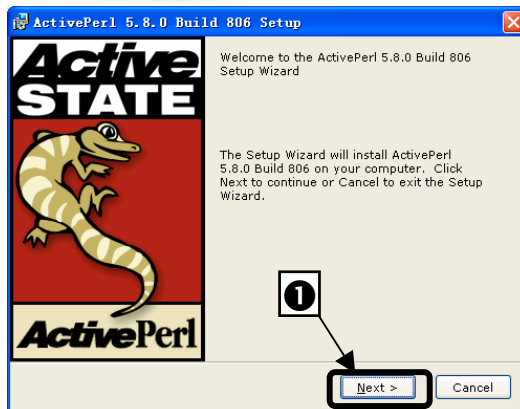 ActivePerl 5.8.0 Build 806 Setup
Active
STATE
ActivePerl
Welcome to the ActivePerl 5.8.0 Build 806
Setup Wizard
The Setup Wizard will install ActivePerl
5.8.0 Build 806 on your computer. Click
Next to continue or Cancel to exit the Setup
Wizard.
1
Next >
Cancel